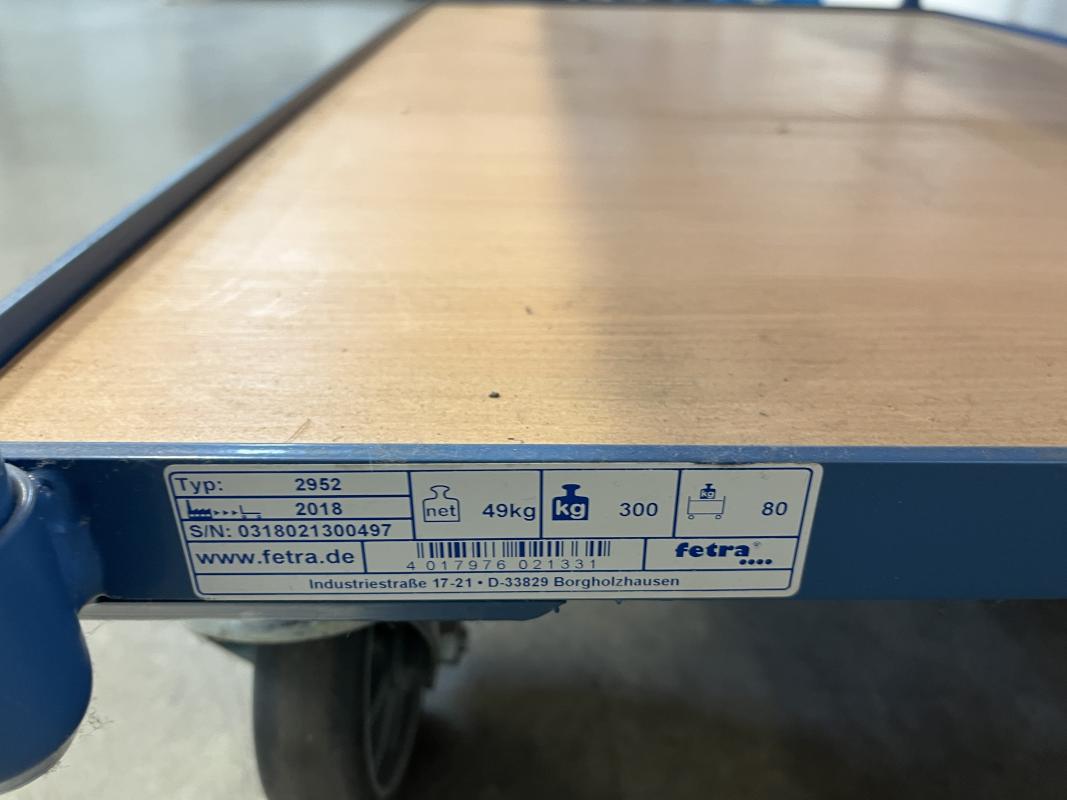 Typ: 2952
2018
S/N: 0318021300497
net 49kg
kg 300
kg 80
www.fetra.de
4 017976 021331
fetra®
Industriestraße 17-21 • D-33829 Borgholzhausen